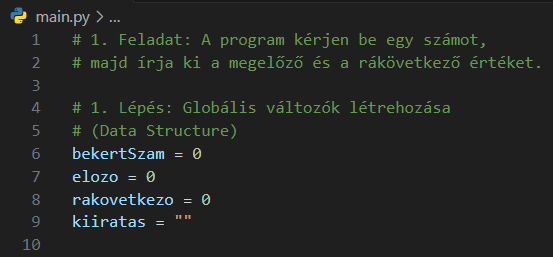 main.py > ...
1 # 1. Feladat: A program kérjen be egy számot,
2 # majd írja ki a megelőző és a rákövetkező értéket.
3
4 # 1. Lépés: Globális változók létrehozása
5 # (Data Structure)
6 bekertSzam = 0
7 elozo = 0
8 rakovetkezo = 0
9 kiiratas = ""
10